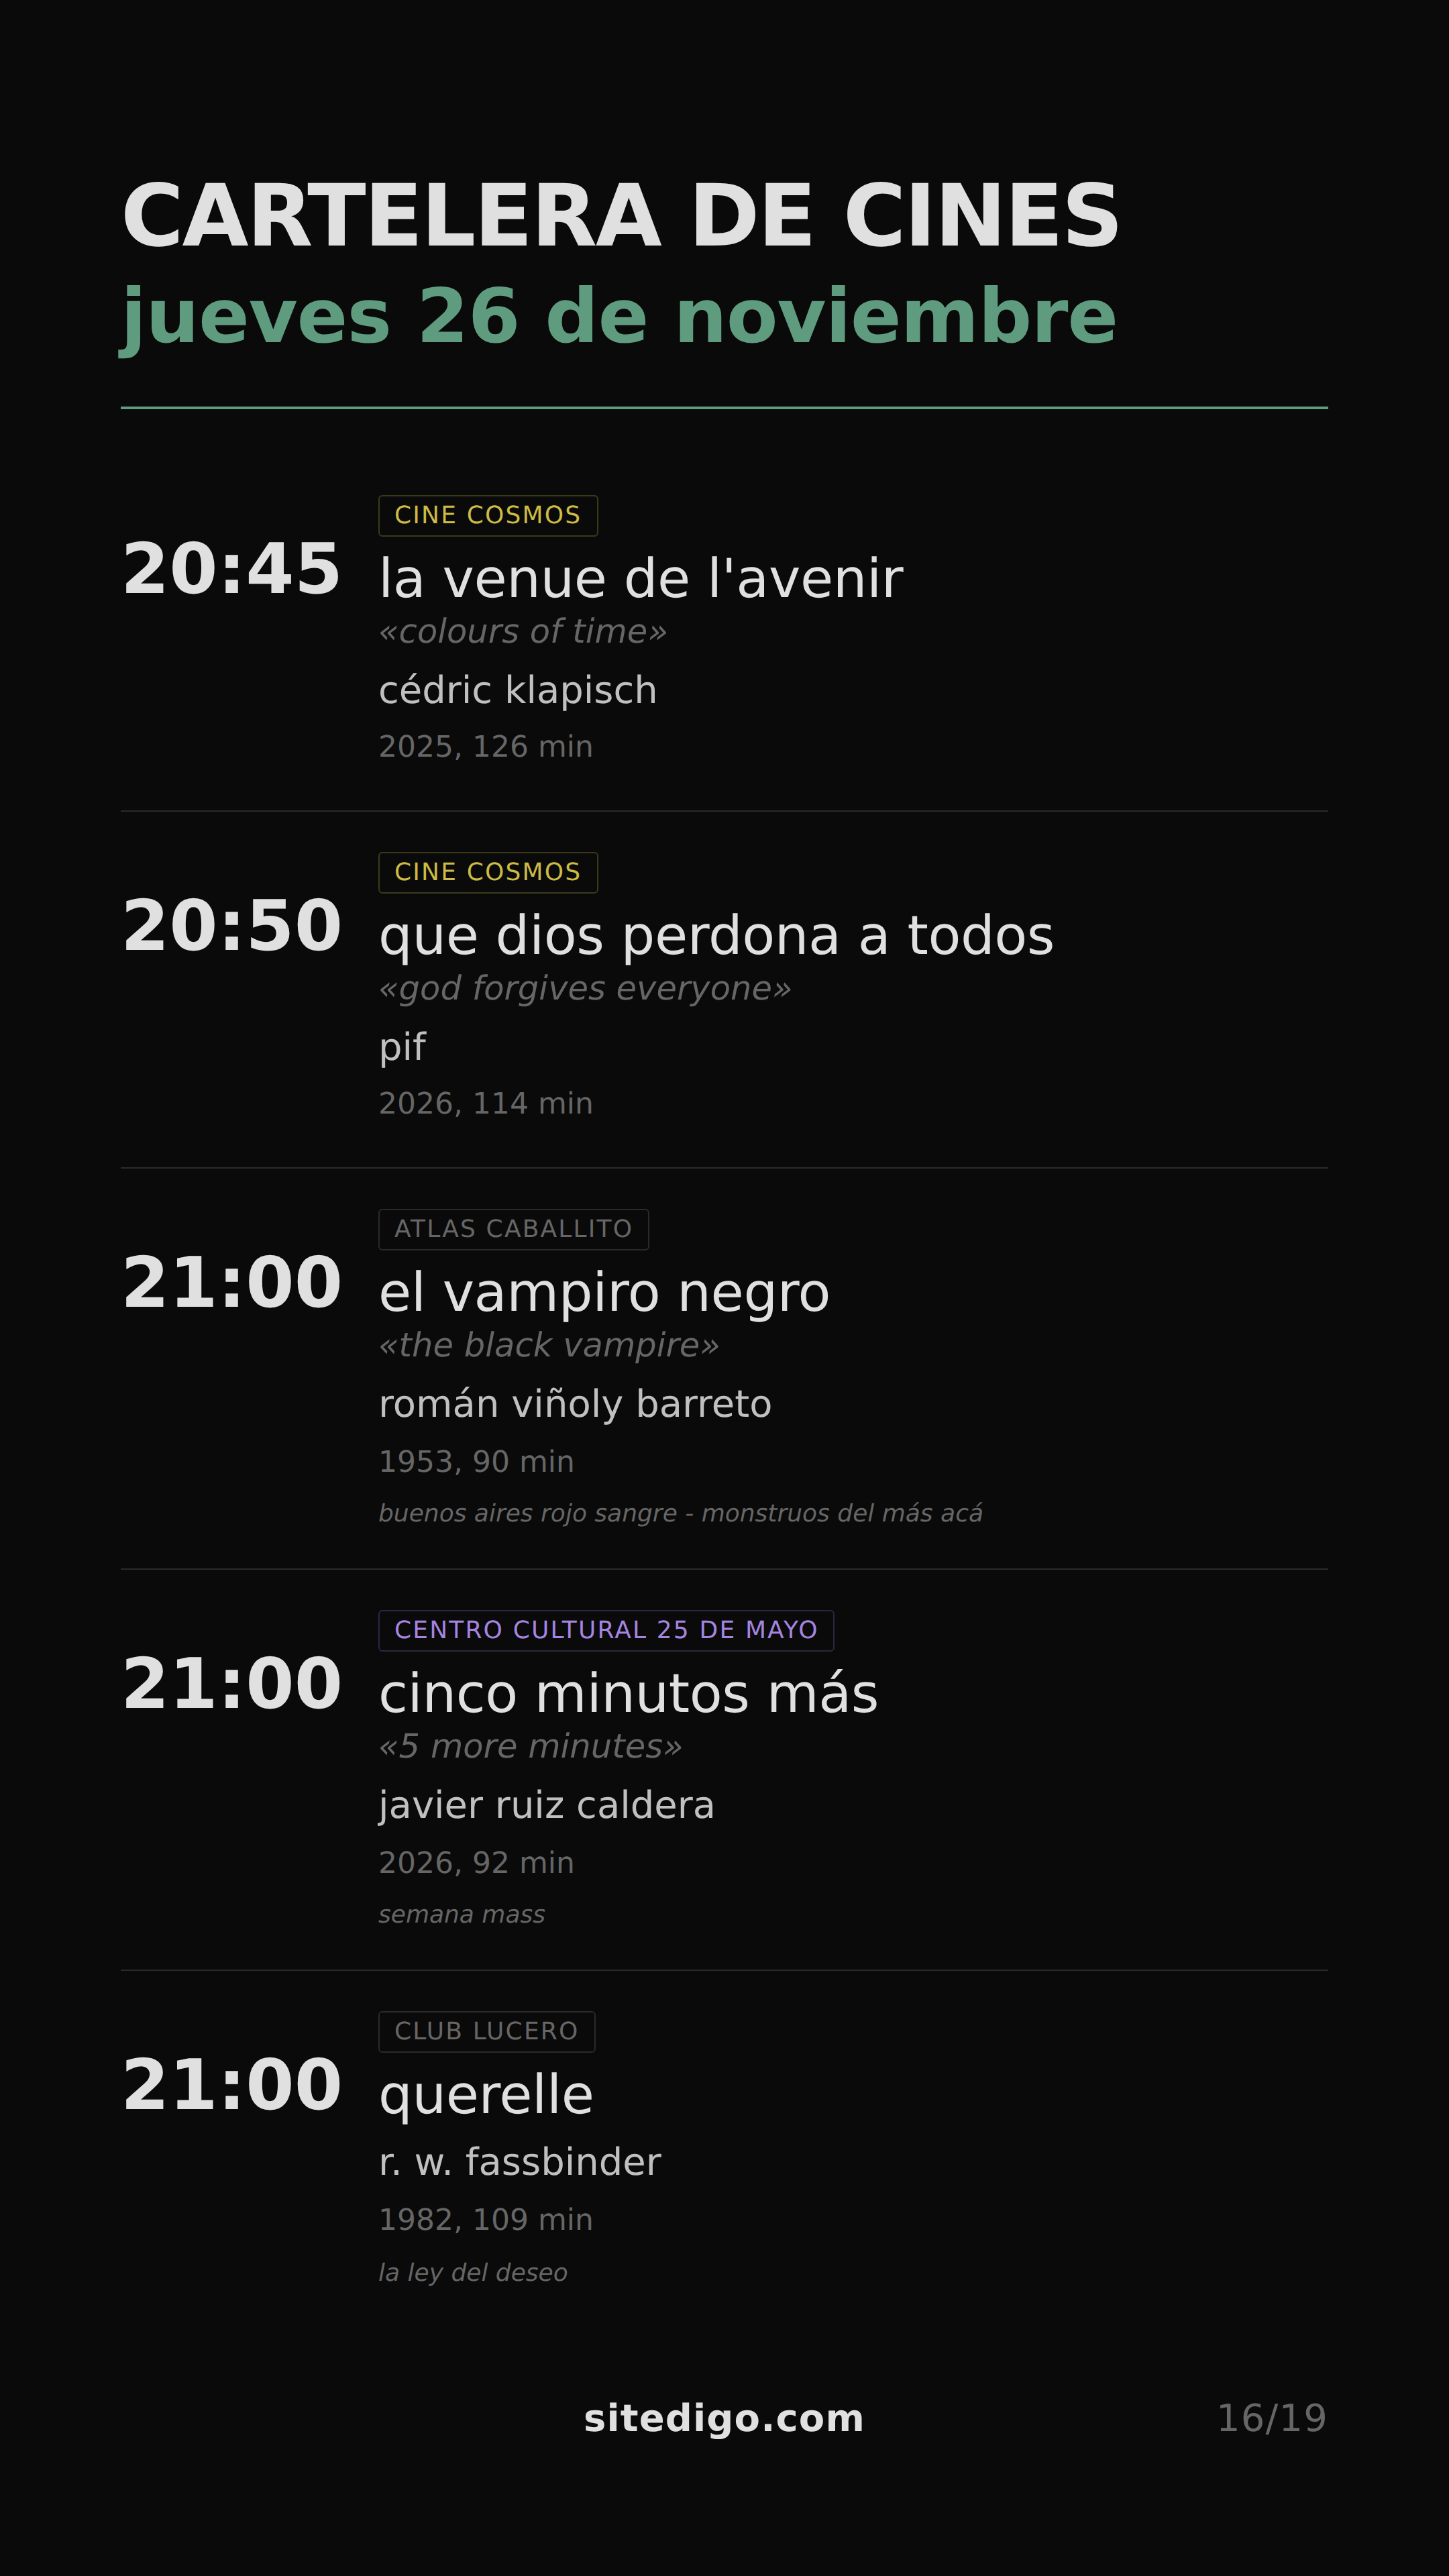 CARTELERA DE CINES
jueves 26 de noviembre
CINE COSMOS
20:45
la venue de l'avenir
«colours of time»
cédric klapisch
2025, 126 min
CINE COSMOS
20:50
que dios perdona a todos
«god forgives everyone»
pif
2026, 114 min
ATLAS CABALLITO
21:00
el vampiro negro
«the black vampire»
román viñoly barreto
1953, 90 min
buenos aires rojo sangre - monstruos del más acá
CENTRO CULTURAL 25 DE MAYO
21:00
cinco minutos más
«5 more minutes»
javier ruiz caldera
2026, 92 min
semana mass
CLUB LUCERO
21:00
querelle
r. w. fassbinder
1982, 109 min
la ley del deseo
sitedigo.com
16/19